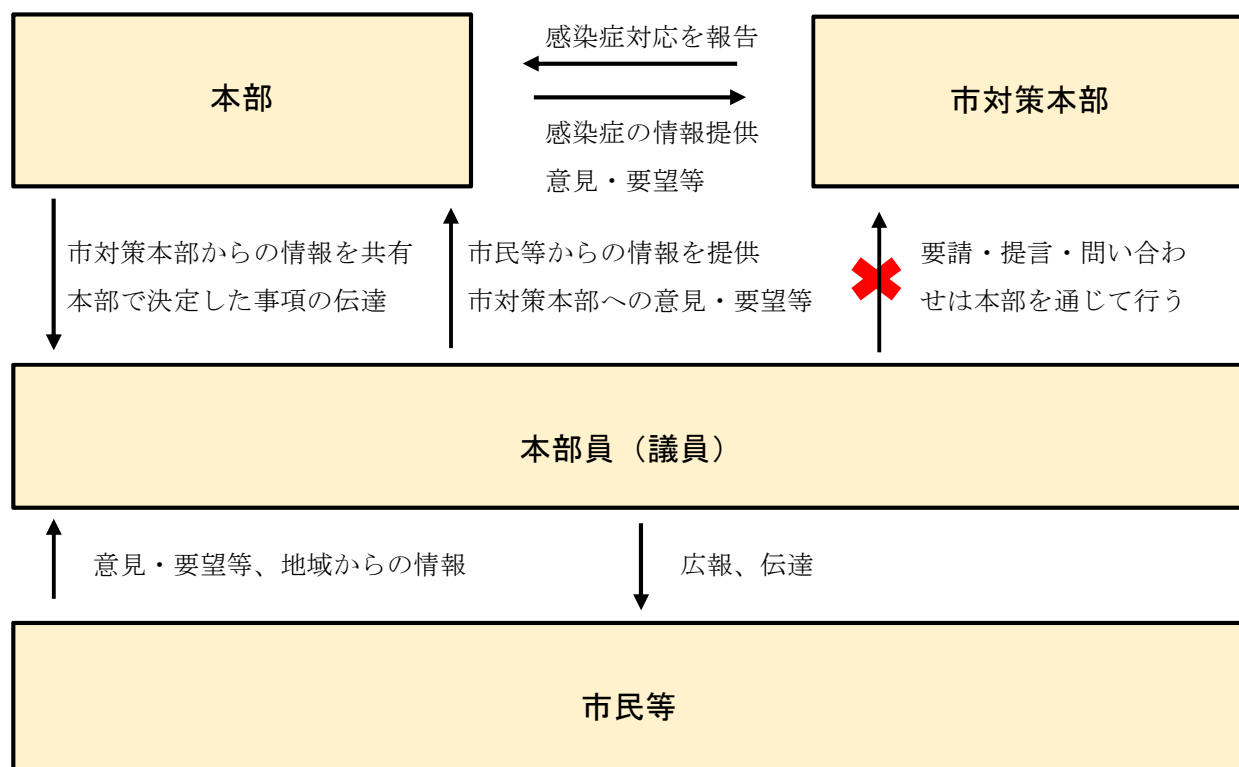 感染症対応を報告
本部
市対策本部
感染症の情報提供
意見・要望等
市対策本部からの情報を共有
本部で決定した事項の伝達
市民等からの情報を提供
市対策本部への意見・要望等
要請・提言・問い合わ
せは本部を通じて行う
本部員（議員）
意見・要望等、地域からの情報
広報、伝達
市民等